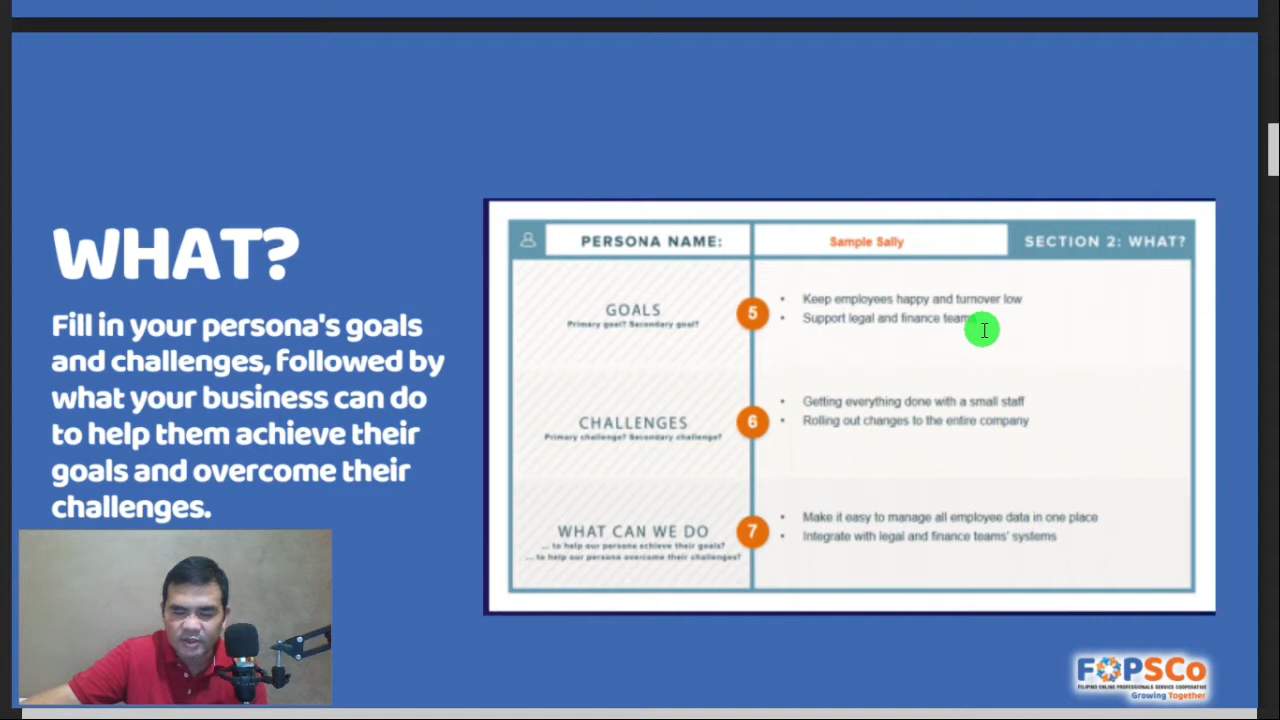 WHAT?
Fill in your persona's goals
and challenges, followed by
what your business can do
to help them achieve their
goals and overcome their
challenges.
PERSONA NAME:
Sample Sally
SECTION 2: WHAT?
GOALS
Primary goal? Secondary goal?
5
• Keep employees happy and turnover low
• Support legal and finance teams
CHALLENGES
Primary challenge? Secondary challenge?
6
• Getting everything done with a small staff
• Rolling out changes to the entire company
WHAT CAN WE DO
... to help our persona achieve their goals?
... to help our persona overcome their challenges?
7
• Make it easy to manage all employee data in one place
• Integrate with legal and finance teams' systems
FOPSCo
FILIPINO ONLINE PROFESSIONALS SERVICE COOPERATIVE
Growing Together